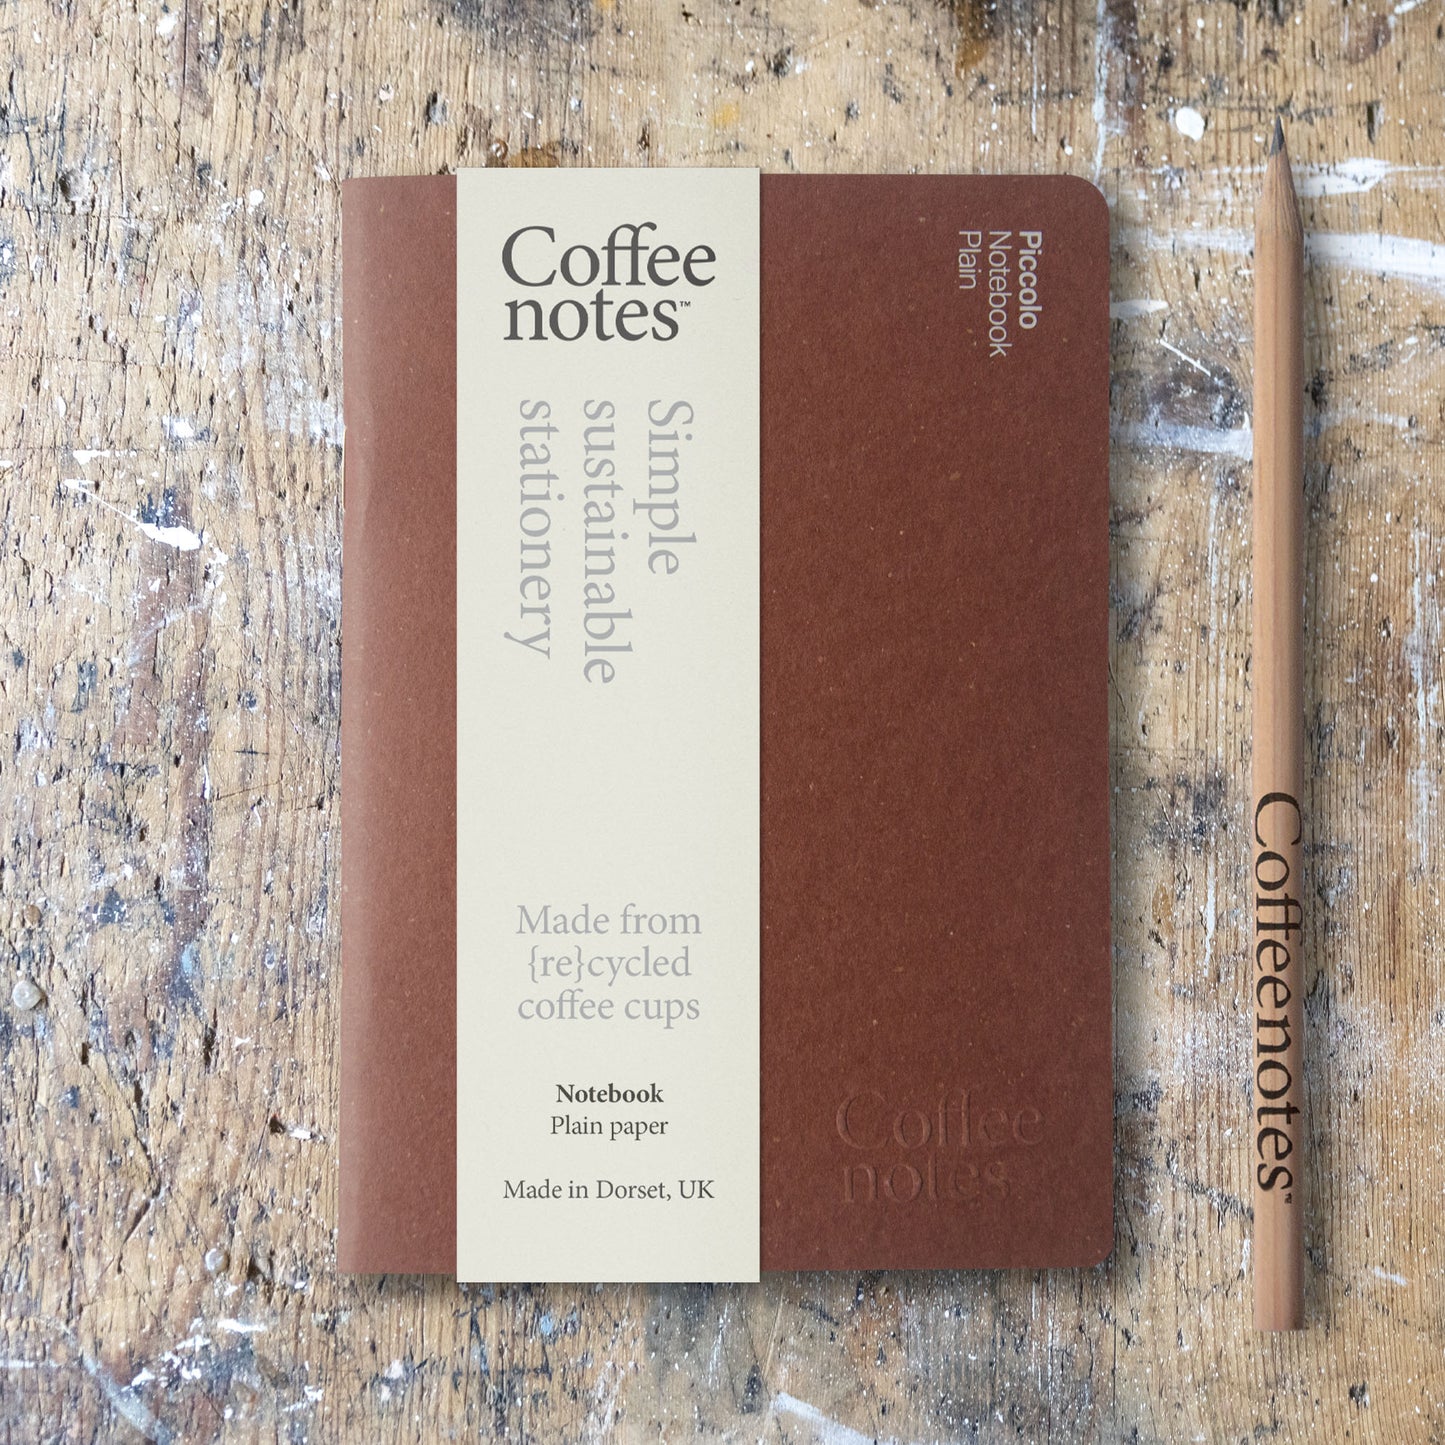 Coffee
notes™
Simple
sustainable
stationery
Made from
{re}cycled
coffee cups
Notebook
Plain paper
Made in Dorset, UK
Piccolo
Notebook
Plain
Coffee
notes
Coffeenotes™